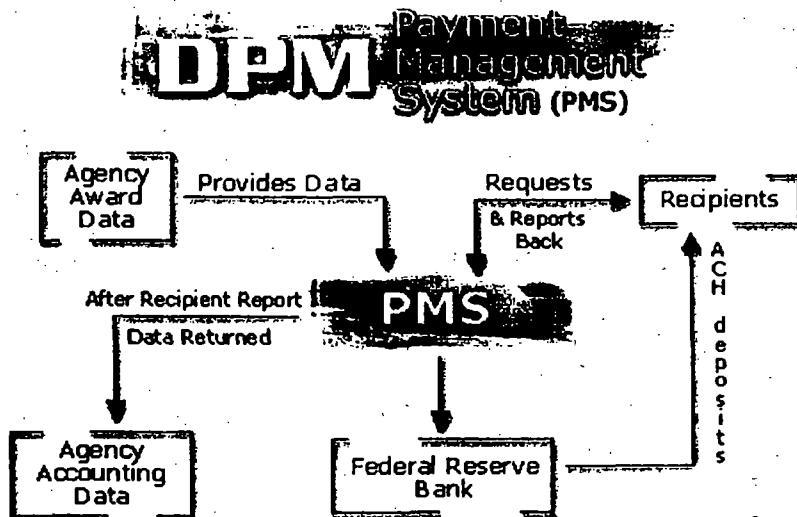 DPM
Payment
Management
System (PMS)
Agency
Award
Data
Provides Data
Requests
& Reports
Back
Recipients
ACH deposits
After Recipient Report
Data Returned
PMS
Agency
Accounting
Data
Federal Reserve
Bank